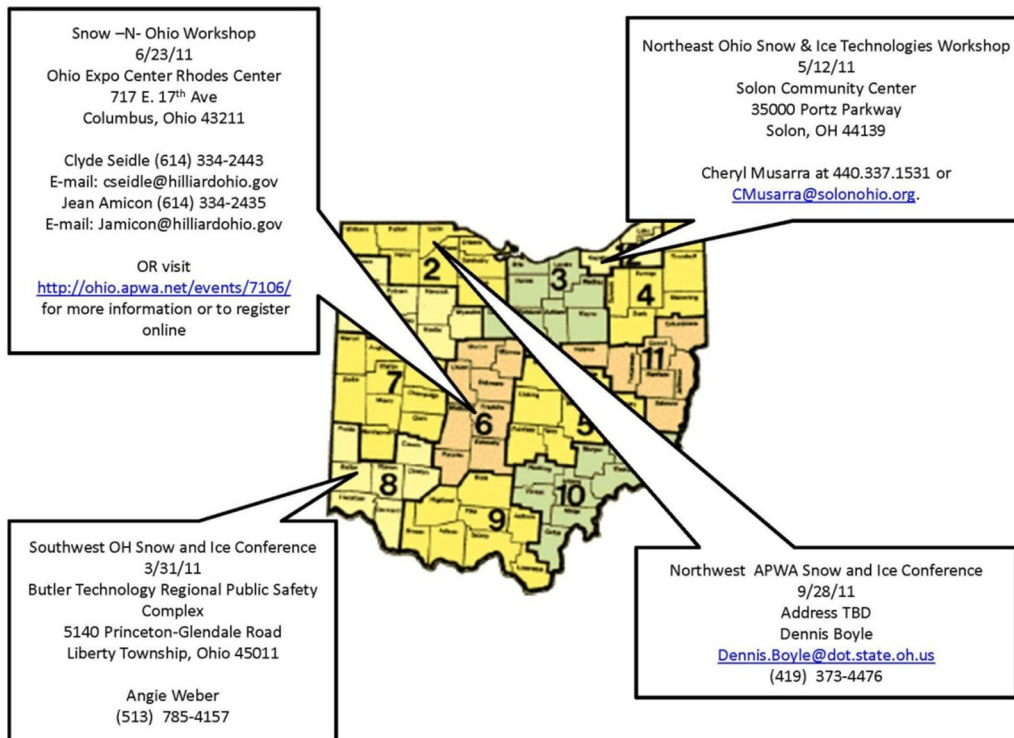 Snow –N- Ohio Workshop
6/23/11
Ohio Expo Center Rhodes Center
717 E. 17th Ave
Columbus, Ohio 43211
Clyde Seidle (614) 334-2443
E-mail: cseidle@hilliardohio.gov
Jean Amicon (614) 334-2435
E-mail: Jamicon@hilliardohio.gov
OR visit
http://ohio.apwa.net/events/7106/
for more information or to register
online
Northeast Ohio Snow & Ice Technologies Workshop
5/12/11
Solon Community Center
35000 Portz Parkway
Solon, OH 44139
Cheryl Musarra at 440.337.1531 or
CMusarra@solonohio.org.
2
3
12
4
11
7
6
5
8
9
10
Southwest OH Snow and Ice Conference
3/31/11
Butler Technology Regional Public Safety
Complex
5140 Princeton-Glendale Road
Liberty Township, Ohio 45011
Angie Weber
(513) 785-4157
Northwest APWA Snow and Ice Conference
9/28/11
Address TBD
Dennis Boyle
Dennis.Boyle@dot.state.oh.us
(419) 373-4476